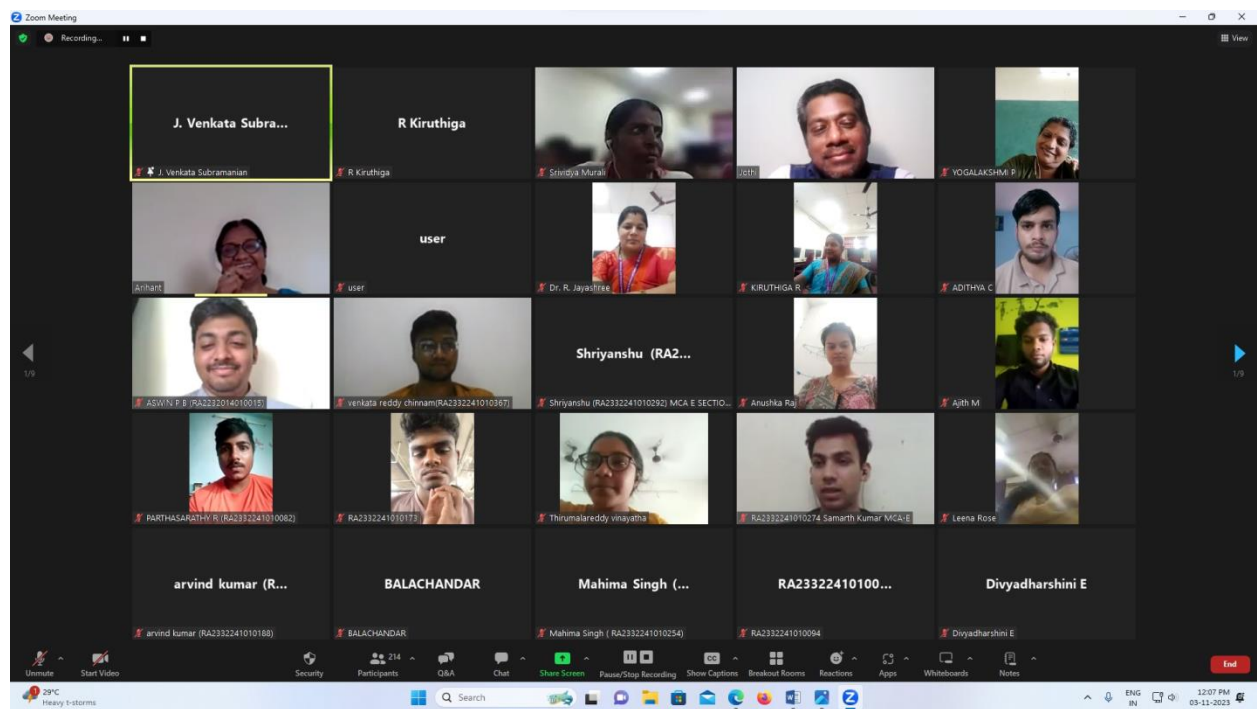 Zoom Meeting
Recording...
View
J. Venkata Subra...
J. Venkata Subramanian
R Kiruthiga
R Kiruthiga
Srividya Murali
Jothi
YOGALAKSHMI P
Arihant
user
user
Dr. R. Jayashree
KIRUTHIGA R
ADITHYA C
ASWIN P.B (RA2232014010015)
venkata reddy chinnam(RA2332241010367)
Shriyanshu (RA2...
Shriyanshu (RA2332241010292) MCA E SECTIO...
Anushka Raj
Ajith M
1/9
1/9
PARTHASARATHY R (RA2332241010082)
RA2332241010173
Thirumalareddy vinayatha
RA2332241010274 Samarth Kumar MCA-E
Leena Rose
arvind kumar (R...
arvind kumar (RA2332241010188)
BALACHANDAR
BALACHANDAR
Mahima Singh (...
Mahima Singh ( RA2332241010254)
RA23322410100...
RA2332241010094
Divyadharshini E
Divyadharshini E
Unmute
Start Video
Security
214
Participants
Q&A
Chat
Share Screen
Pause/Stop Recording
CC
Show Captions
Breakout Rooms
Reactions
Apps
Whiteboards
Notes
End
1
29°C
Heavy t-storms
Search
ENG
IN
12:07 PM
03-11-2023